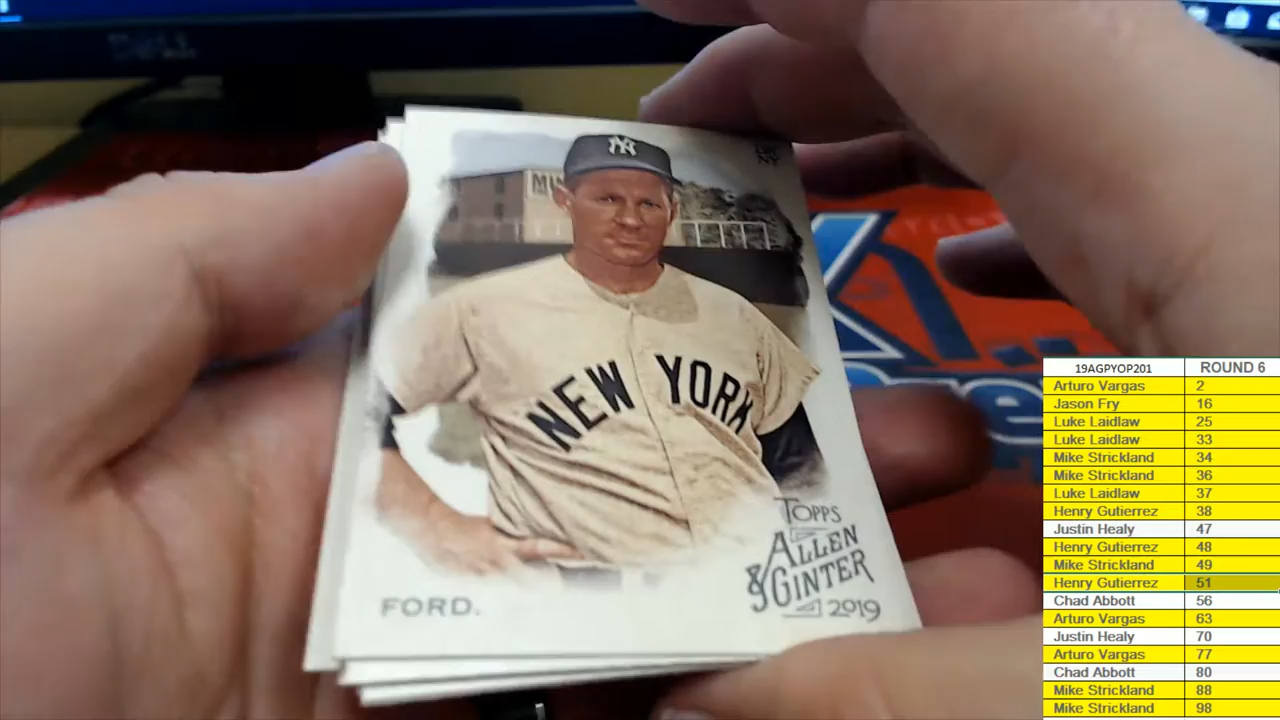 DELL
NY
MU
NEW YORK
TOPPS
ALLEN
& GINTER
2019
FORD.
19AGPYOP201 ROUND 6
Arturo Vargas 2
Jason Fry 16
Luke Laidlaw 25
Luke Laidlaw 33
Mike Strickland 34
Mike Strickland 36
Luke Laidlaw 37
Henry Gutierrez 38
Justin Healy 47
Henry Gutierrez 48
Mike Strickland 49
Henry Gutierrez 51
Chad Abbott 56
Arturo Vargas 63
Justin Healy 70
Arturo Vargas 77
Chad Abbott 80
Mike Strickland 88
Mike Strickland 98